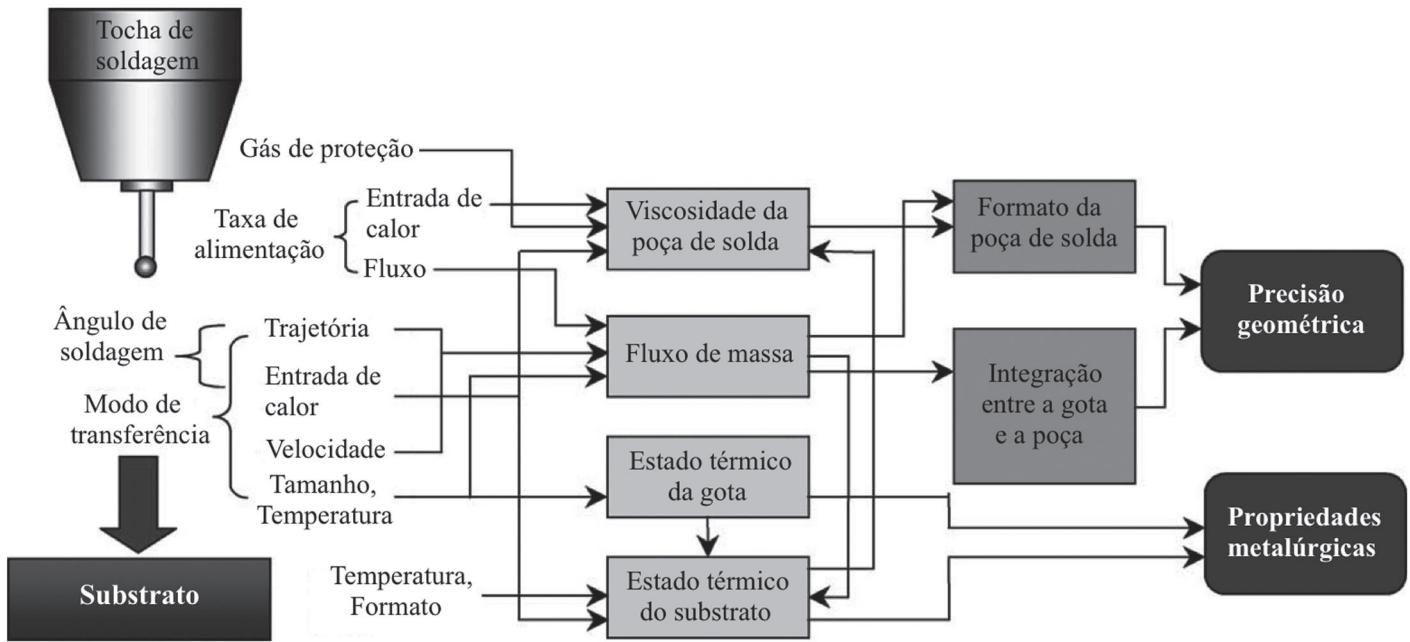 Tocha de
soldagem
Gás de proteção
Taxa de
alimentação
Entrada de
calor
Fluxo
Ângulo de
soldagem
Modo de
transferência
Trajetória
Entrada de
calor
Velocidade
Tamanho,
Temperatura
Temperatura,
Formato
Substrato
Viscosidade da
poça de solda
Fluxo de massa
Estado térmico
da gota
Estado térmico
do substrato
Formato da
poça de solda
Integração
entre a gota
e a poça
Precisão
geométrica
Propriedades
metalúrgicas